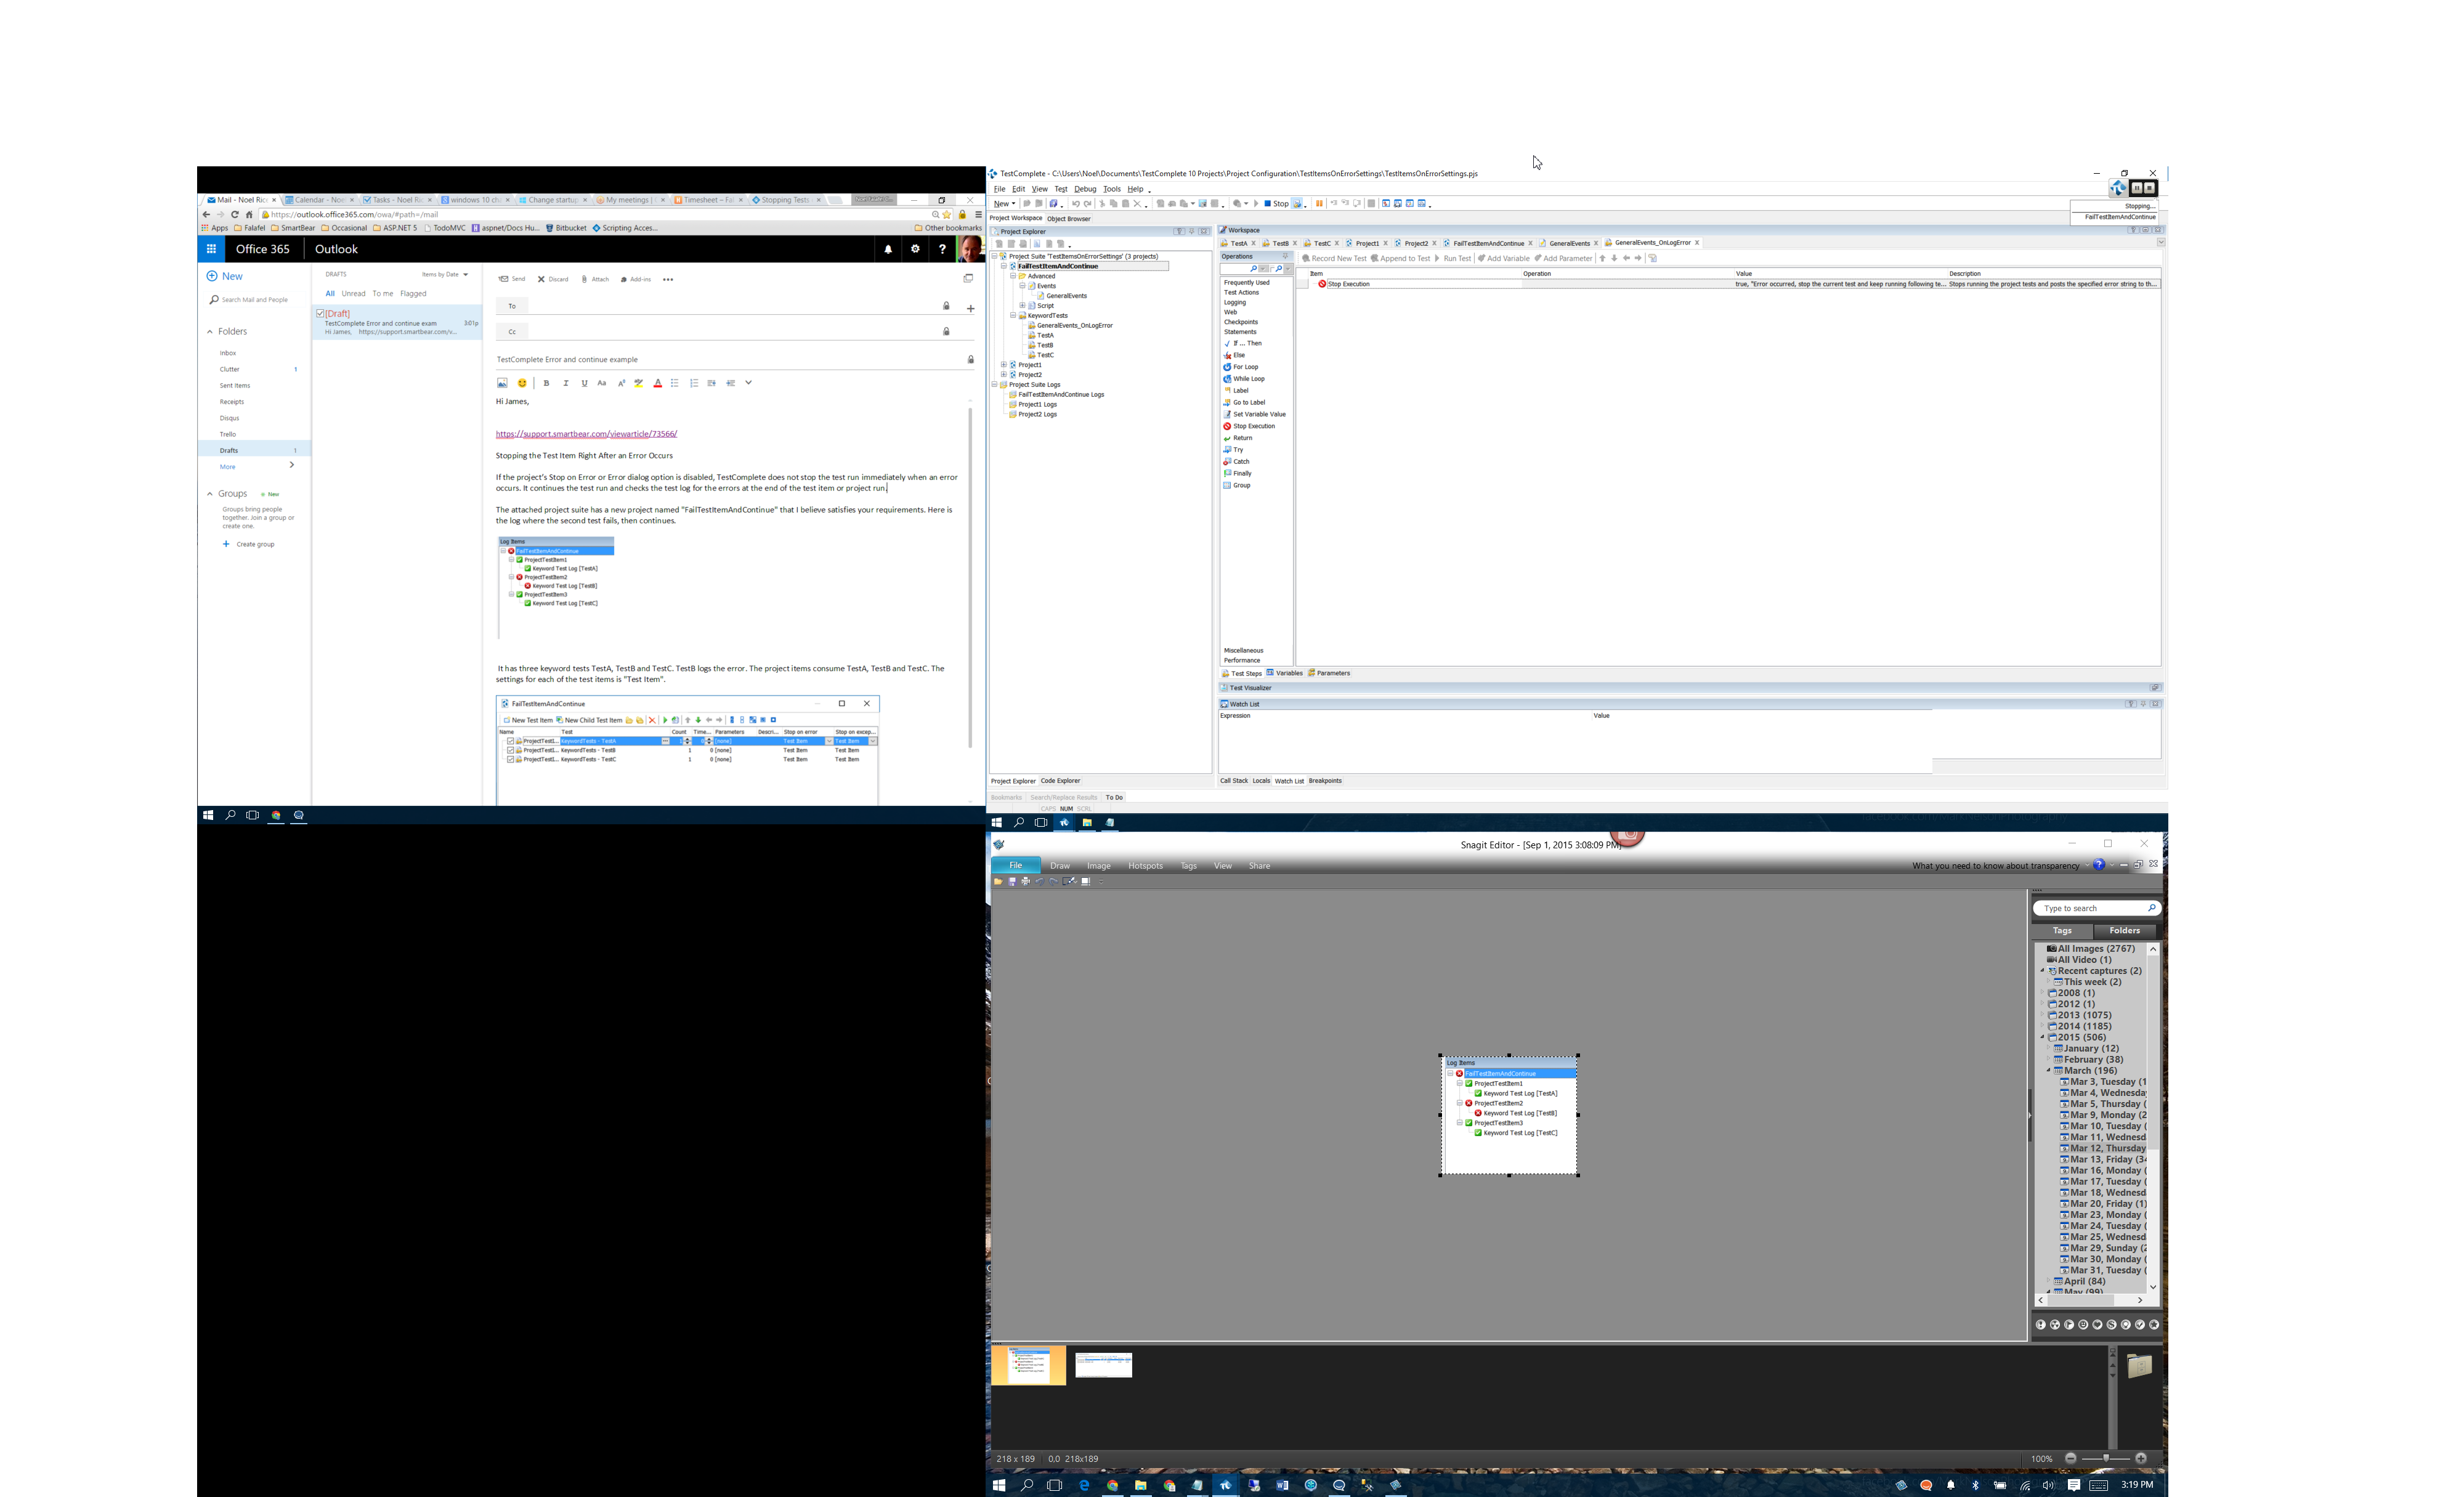 Mail - Noel Rice
Calendar - Noel
Tasks - Noel Ric
windows 10 ch
Change startup
My meetings |
Timesheet – Fal
Stopping Tests
https://outlook.office365.com/owa/#path=/mail
Apps Falafel SmartBear Occasional ASP.NET 5 TodoMVC aspnet/Docs Hu... Bitbucket Scripting Acces... Other bookmarks
Office 365 Outlook
New
Search Mail and People
Folders
Inbox
Clutter 1
Sent Items
Receipts
Disqus
Trello
Drafts 1
More
Groups New
Groups bring people
together. Join a group or
create one.
Create group
DRAFTS Items by Date
All Unread To me Flagged
[Draft]
TestComplete Error and continue exam 3:01p
Hi James, https://support.smartbear.com/v...
Send Discard Attach Add-ins
To
Cc
TestComplete Error and continue example
Hi James,
https://support.smartbear.com/viewarticle/73566/
Stopping the Test Item Right After an Error Occurs
If the project's Stop on Error or Error dialog option is disabled, TestComplete does not stop the test run immediately when an error
occurs. It continues the test run and checks the test log for the errors at the end of the test item or project run.
The attached project suite has a new project named "FailTestItemAndContinue" that I believe satisfies your requirements. Here is
the log where the second test fails, then continues.
Log Items
FailTestItemAndContinue
ProjectTestItem1
Keyword Test Log [TestA]
ProjectTestItem2
Keyword Test Log [TestB]
ProjectTestItem3
Keyword Test Log [TestC]
It has three keyword tests TestA, TestB and TestC. TestB logs the error. The project items consume TestA, TestB and TestC. The
settings for each of the test items is "Test Item".
FailTestItemAndContinue
New Test Item New Child Test Item
Name Test Count Time... Parameters Descri... Stop on error Stop on excep...
ProjectTestI... KeywordTests - TestA [none] Test Item Test Item
ProjectTestI... KeywordTests - TestB 1 0 [none] Test Item Test Item
ProjectTestI... KeywordTests - TestC 1 0 [none] Test Item Test Item
TestComplete - C:\Users\Noel\Documents\TestComplete 10 Projects\Project Configuration\TestItemsOnErrorSettings\TestItemsOnErrorSettings.pjs
File Edit View Test Debug Tools Help
New Stop
Stopping...
FailTestItemAndContinue
Project Workspace Object Browser
Project Explorer
Project Suite 'TestItemsOnErrorSettings' (3 projects)
FailTestItemAndContinue
Advanced
Events
GeneralEvents
Script
KeywordTests
GeneralEvents_OnLogError
TestA
TestB
TestC
Project1
Project2
Project Suite Logs
FailTestItemAndContinue Logs
Project1 Logs
Project2 Logs
Project Explorer Code Explorer
Workspace
TestA TestB TestC Project1 Project2 FailTestItemAndContinue GeneralEvents GeneralEvents_OnLogError
Operations
Record New Test Append to Test Run Test Add Variable Add Parameter
Item Operation Value Description
Stop Execution true, "Error occurred, stop the current test and keep running following te... Stops running the project tests and posts the specified error string to th...
Frequently Used
Test Actions
Logging
Web
Checkpoints
Statements
If ... Then
Else
For Loop
While Loop
Label
Go to Label
Set Variable Value
Stop Execution
Return
Try
Catch
Finally
Group
Miscellaneous
Performance
Test Steps Variables Parameters
Test Visualizer
Watch List
Expression Value
Call Stack Locals Watch List Breakpoints
Bookmarks Search/Replace Results To Do
CAPS NUM SCRL
Snagit Editor - [Sep 1, 2015 3:08:09 PM]
File Draw Image Hotspots Tags View Share
What you need to know about transparency
Type to search
Tags Folders
All Images (2767)
All Video (1)
Recent captures (2)
This week (2)
2008 (1)
2012 (1)
2013 (1075)
2014 (1185)
2015 (506)
January (12)
February (38)
March (196)
Mar 3, Tuesday (1
Mar 4, Wednesday
Mar 5, Thursday (
Mar 9, Monday (2
Mar 10, Tuesday (
Mar 11, Wednesd
Mar 12, Thursday
Mar 13, Friday (34
Mar 16, Monday (
Mar 17, Tuesday (
Mar 18, Wednesd
Mar 20, Friday (1)
Mar 23, Monday (
Mar 24, Tuesday (
Mar 25, Wednesd
Mar 29, Sunday (2
Mar 30, Monday (
Mar 31, Tuesday (
April (84)
May (99)
Log Items
FailTestItemAndContinue
ProjectTestItem1
Keyword Test Log [TestA]
ProjectTestItem2
Keyword Test Log [TestB]
ProjectTestItem3
Keyword Test Log [TestC]
218 x 189 0,0 218x189
100%
3:19 PM